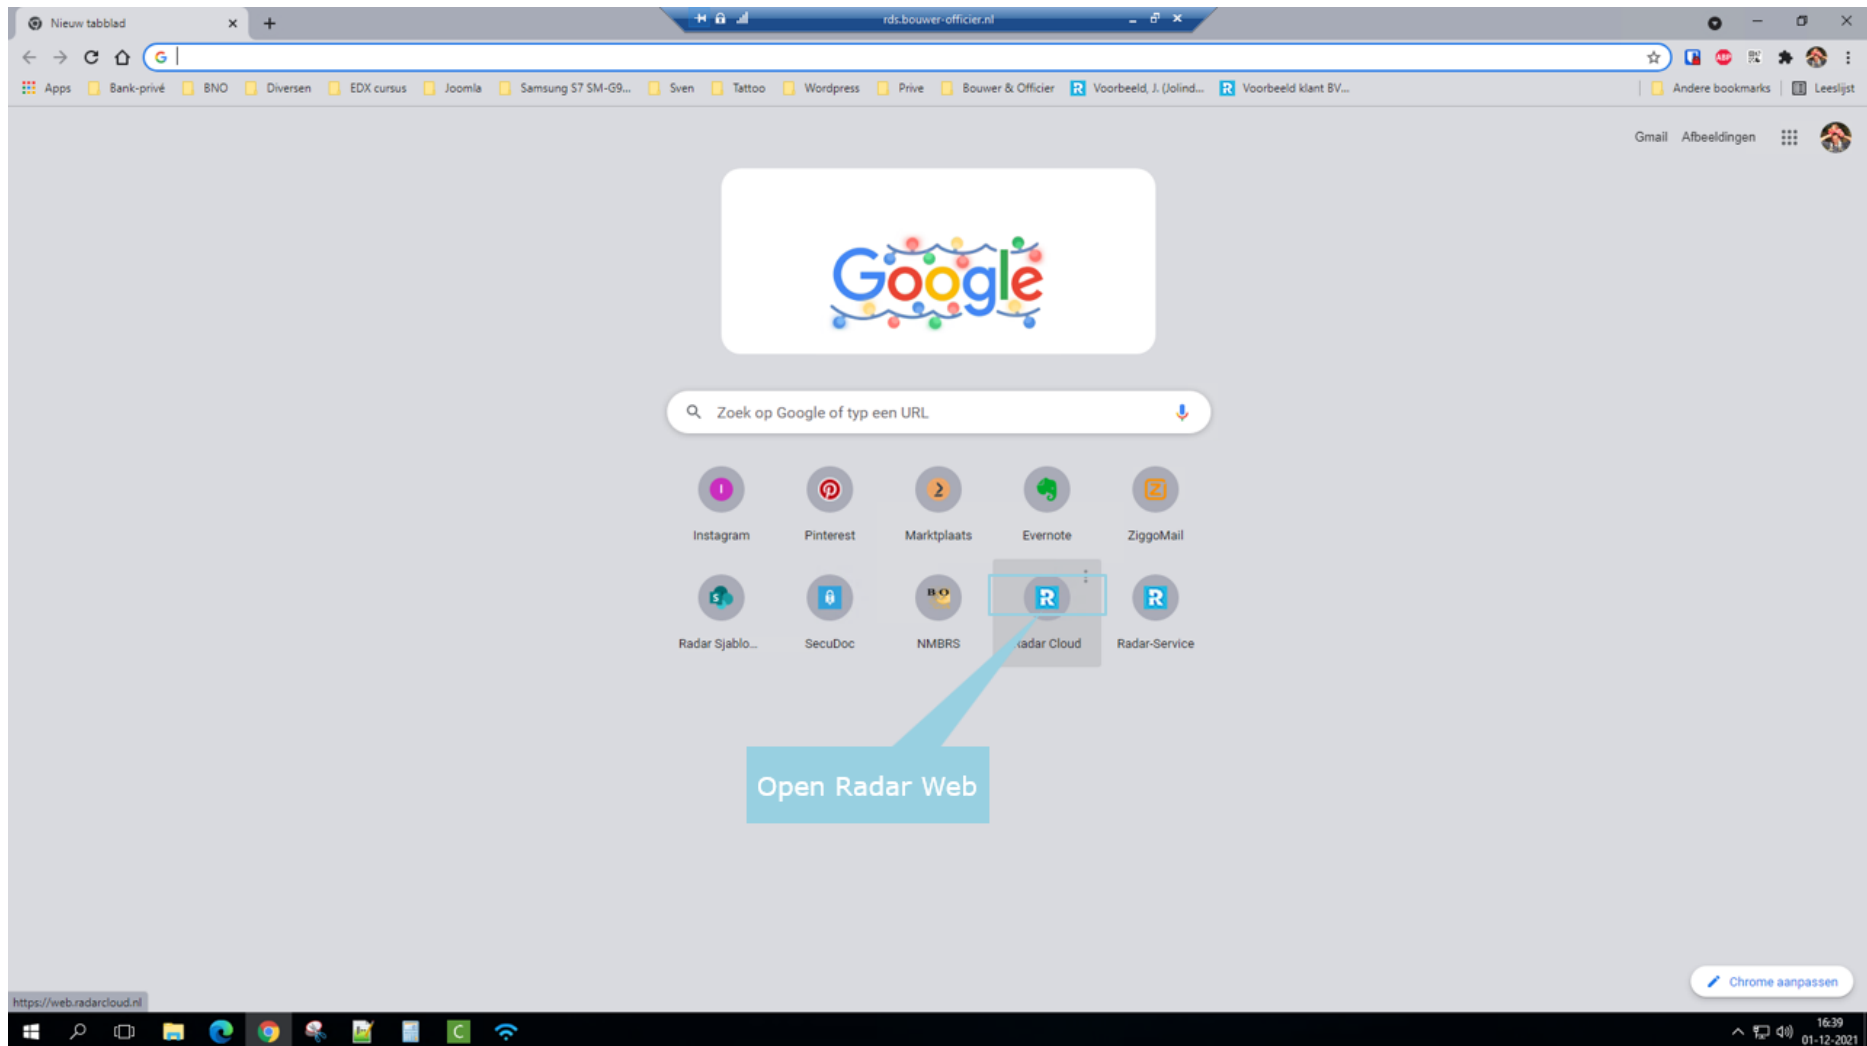 Nieuw tabblad
rds.bouwer-officier.nl
Apps Bank-privé BNO Diversen EDX cursus Joomla Samsung S7 SM-G9... Sven Tattoo Wordpress Prive Bouwer & Officier Voorbeeld, J. (Jolind... Voorbeeld klant BV... Andere bookmarks Leeslijst
Gmail Afbeeldingen
Google
Zoek op Google of typ een URL
Instagram Pinterest Marktplaats Evernote ZiggoMail
Radar Sjablo... SecuDoc NMBRS adar Cloud Radar-Service
Open Radar Web
Chrome aanpassen
https://web.radarcloud.nl
16:39
01-12-2021